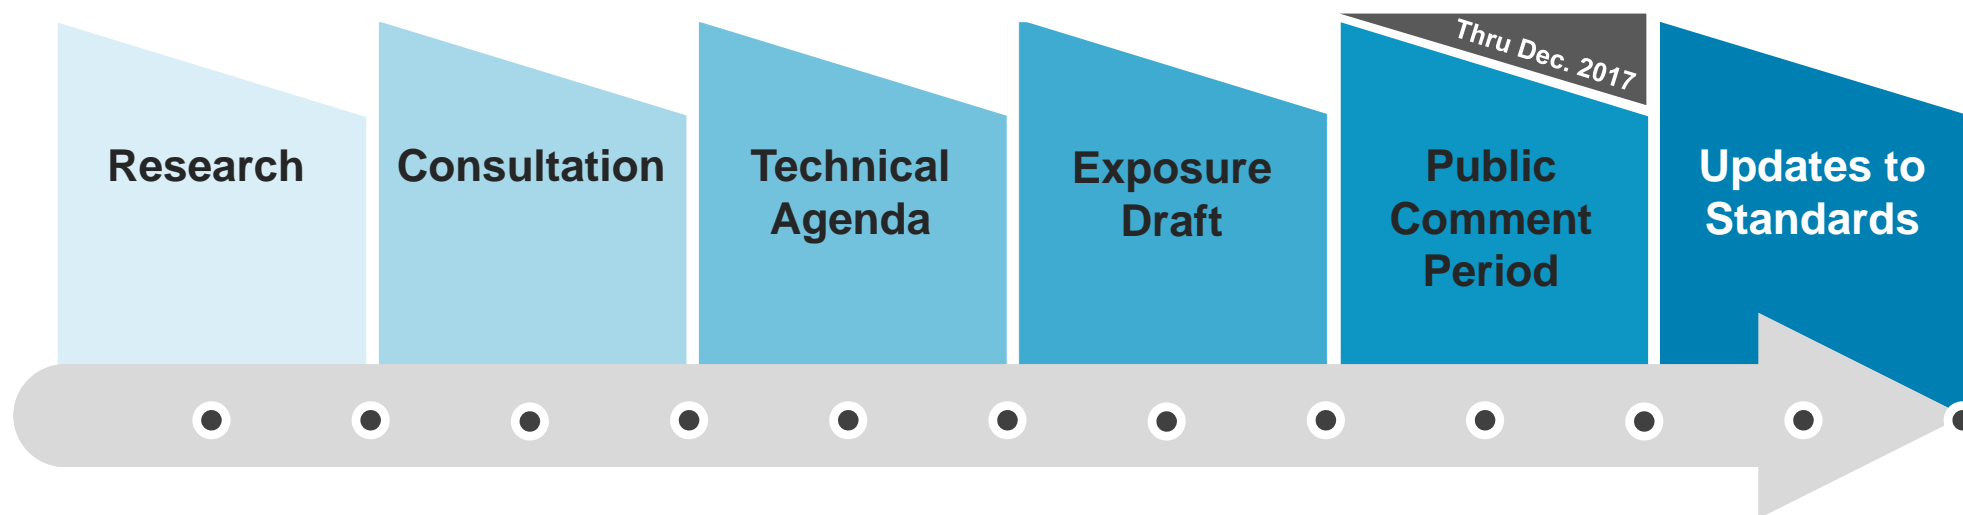 Thru Dec. 2017
Research
Consultation
Technical
Agenda
Exposure
Draft
Public
Comment
Period
Updates to
Standards